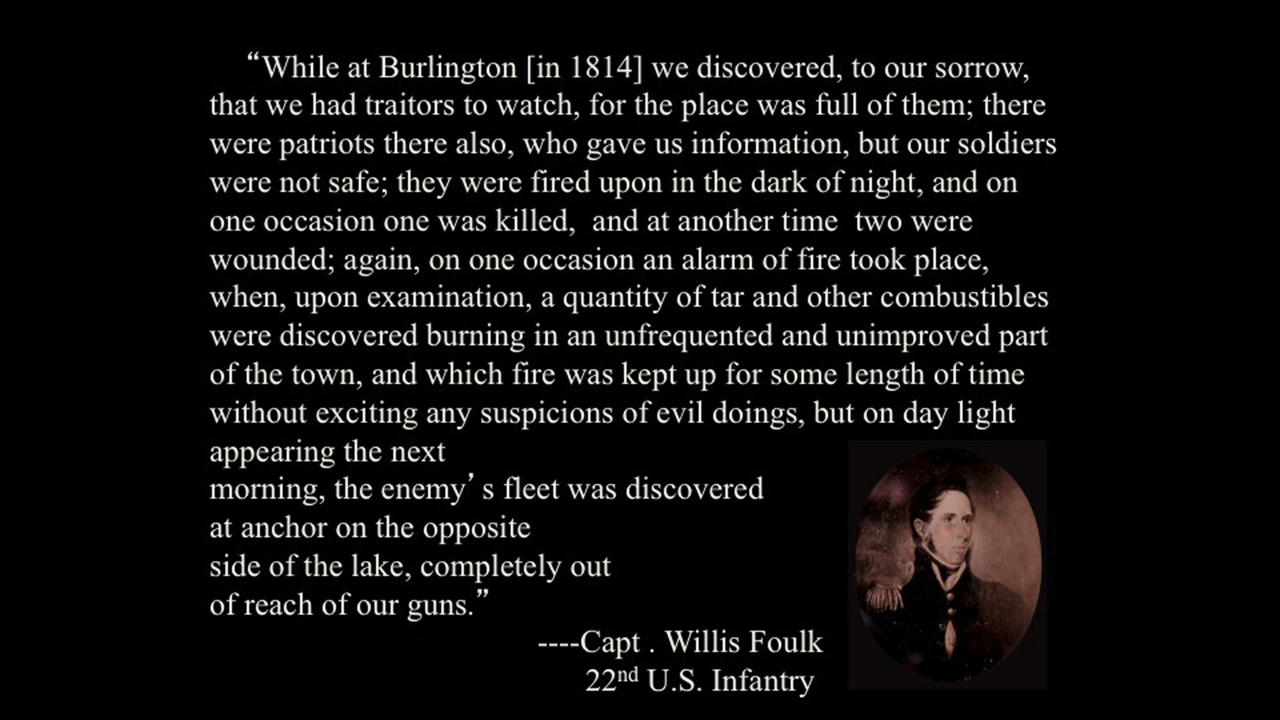 “While at Burlington [in 1814] we discovered, to our sorrow,
that we had traitors to watch, for the place was full of them; there
were patriots there also, who gave us information, but our soldiers
were not safe; they were fired upon in the dark of night, and on
one occasion one was killed,  and at another time  two were
wounded; again, on one occasion an alarm of fire took place,
when, upon examination, a quantity of tar and other combustibles
were discovered burning in an unfrequented and unimproved part
of the town, and which fire was kept up for some length of time
without exciting any suspicions of evil doings, but on day light
appearing the next
morning, the enemy’ s fleet was discovered
at anchor on the opposite
side of the lake, completely out
of reach of our guns.”
----Capt . Willis Foulk
22nd U.S. Infantry